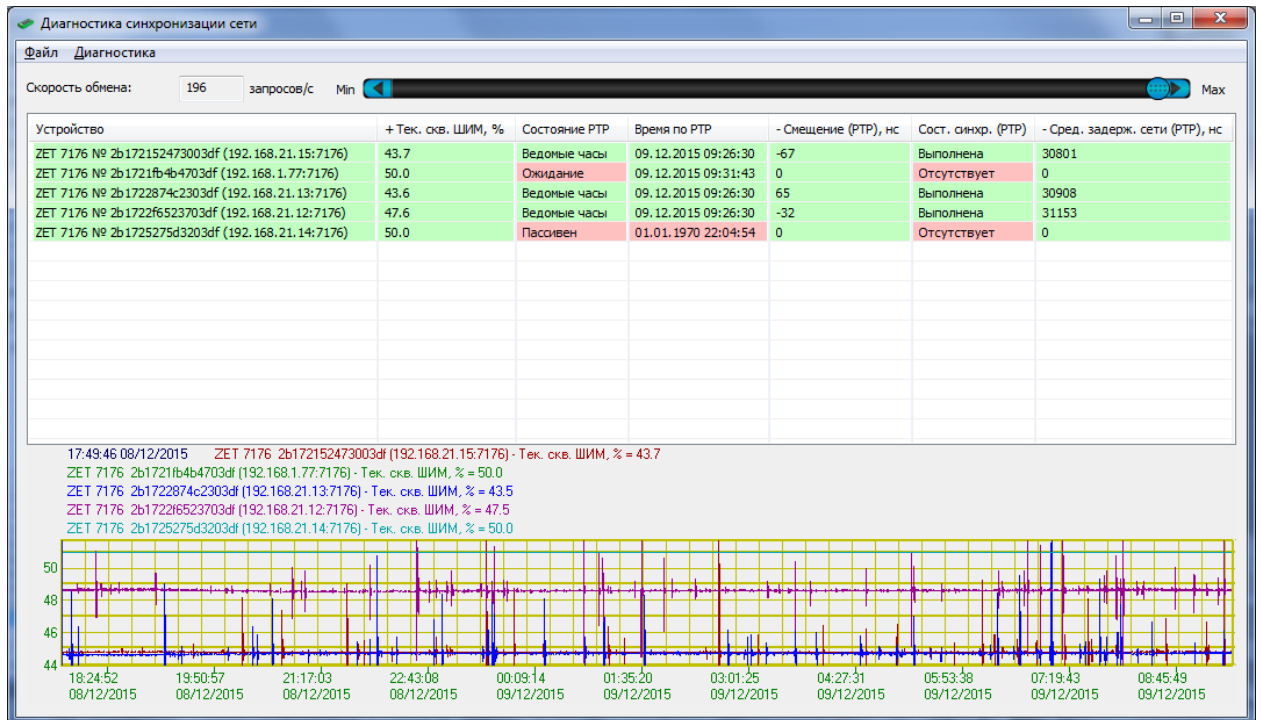 Диагностика синхронизации сети
Файл Диагностика
Скорость обмена: 196 запросов/с Min Max
Устройство + Тек. скв. ШИМ, % Состояние PTP Время по PTP - Смещение (PTP), нс Сост. синхр. (PTP) - Сред. задерж. сети (PTP), нс
ZET 7176 № 2b172152473003df (192.168.21.15:7176) 43.7 Ведомые часы 09.12.2015 09:26:30 -67 Выполнена 30801
ZET 7176 № 2b1721fb4b4703df (192.168.1.77:7176) 50.0 Ожидание 09.12.2015 09:31:43 0 Отсутствует 0
ZET 7176 № 2b1722874c2303df (192.168.21.13:7176) 43.6 Ведомые часы 09.12.2015 09:26:30 65 Выполнена 30908
ZET 7176 № 2b1722f6523703df (192.168.21.12:7176) 47.6 Ведомые часы 09.12.2015 09:26:30 -32 Выполнена 31153
ZET 7176 № 2b1725275d3203df (192.168.21.14:7176) 50.0 Пассивен 01.01.1970 22:04:54 0 Отсутствует 0
17:49:46 08/12/2015 ZET 7176 2b172152473003df (192.168.21.15:7176) - Тек. скв. ШИМ, % = 43.7
ZET 7176 2b1721fb4b4703df (192.168.1.77:7176) - Тек. скв. ШИМ, % = 50.0
ZET 7176 2b1722874c2303df (192.168.21.13:7176) - Тек. скв. ШИМ, % = 43.5
ZET 7176 2b1722f6523703df (192.168.21.12:7176) - Тек. скв. ШИМ, % = 47.5
ZET 7176 2b1725275d3203df (192.168.21.14:7176) - Тек. скв. ШИМ, % = 50.0
50
48
46
44
18:24:52 19:50:57 21:17:03 22:43:08 00:09:14 01:35:20 03:01:25 04:27:31 05:53:38 07:19:43 08:45:49
08/12/2015 08/12/2015 08/12/2015 08/12/2015 09/12/2015 09/12/2015 09/12/2015 09/12/2015 09/12/2015 09/12/2015 09/12/2015